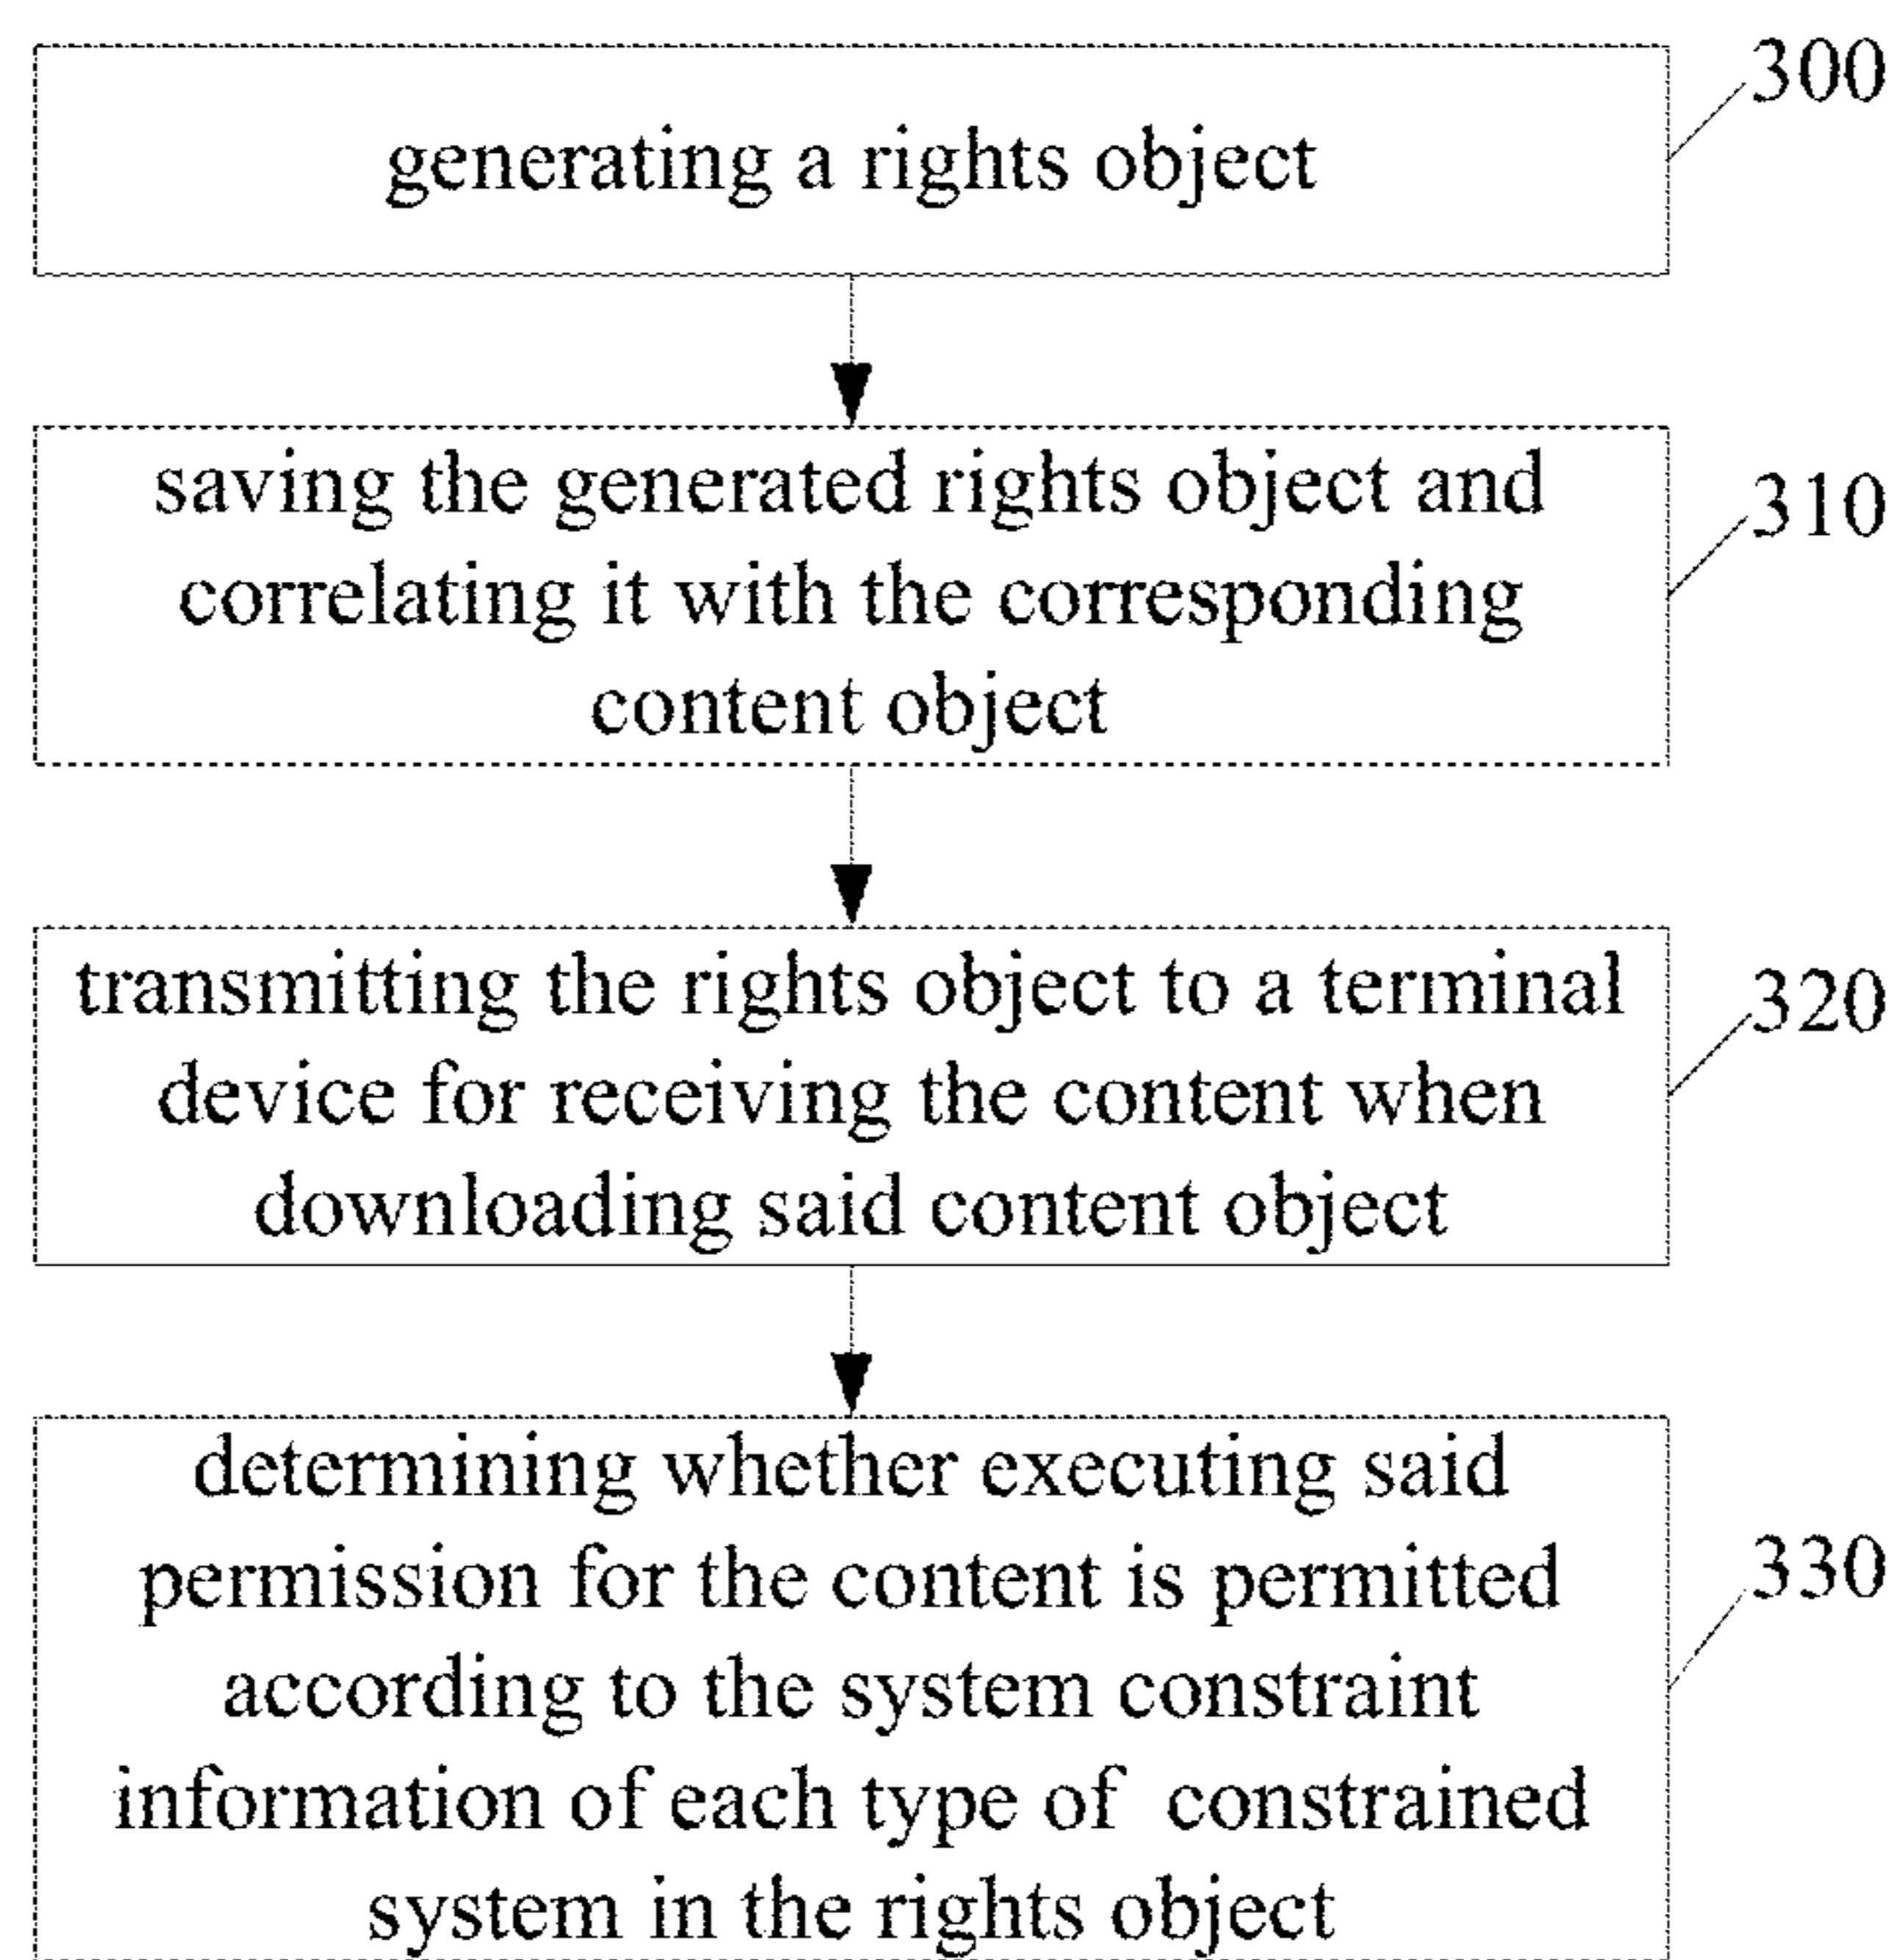 300
generating a rights object
saving the generated rights object and
310
correlating it with the corresponding
content object
transmitting the rights object to a terminal
320
device for receiving the content when
downloading said content object
determining whether executing said
permission for the content is permitted
330
according to the system constraint
information of each type of constrained
system in the rights object